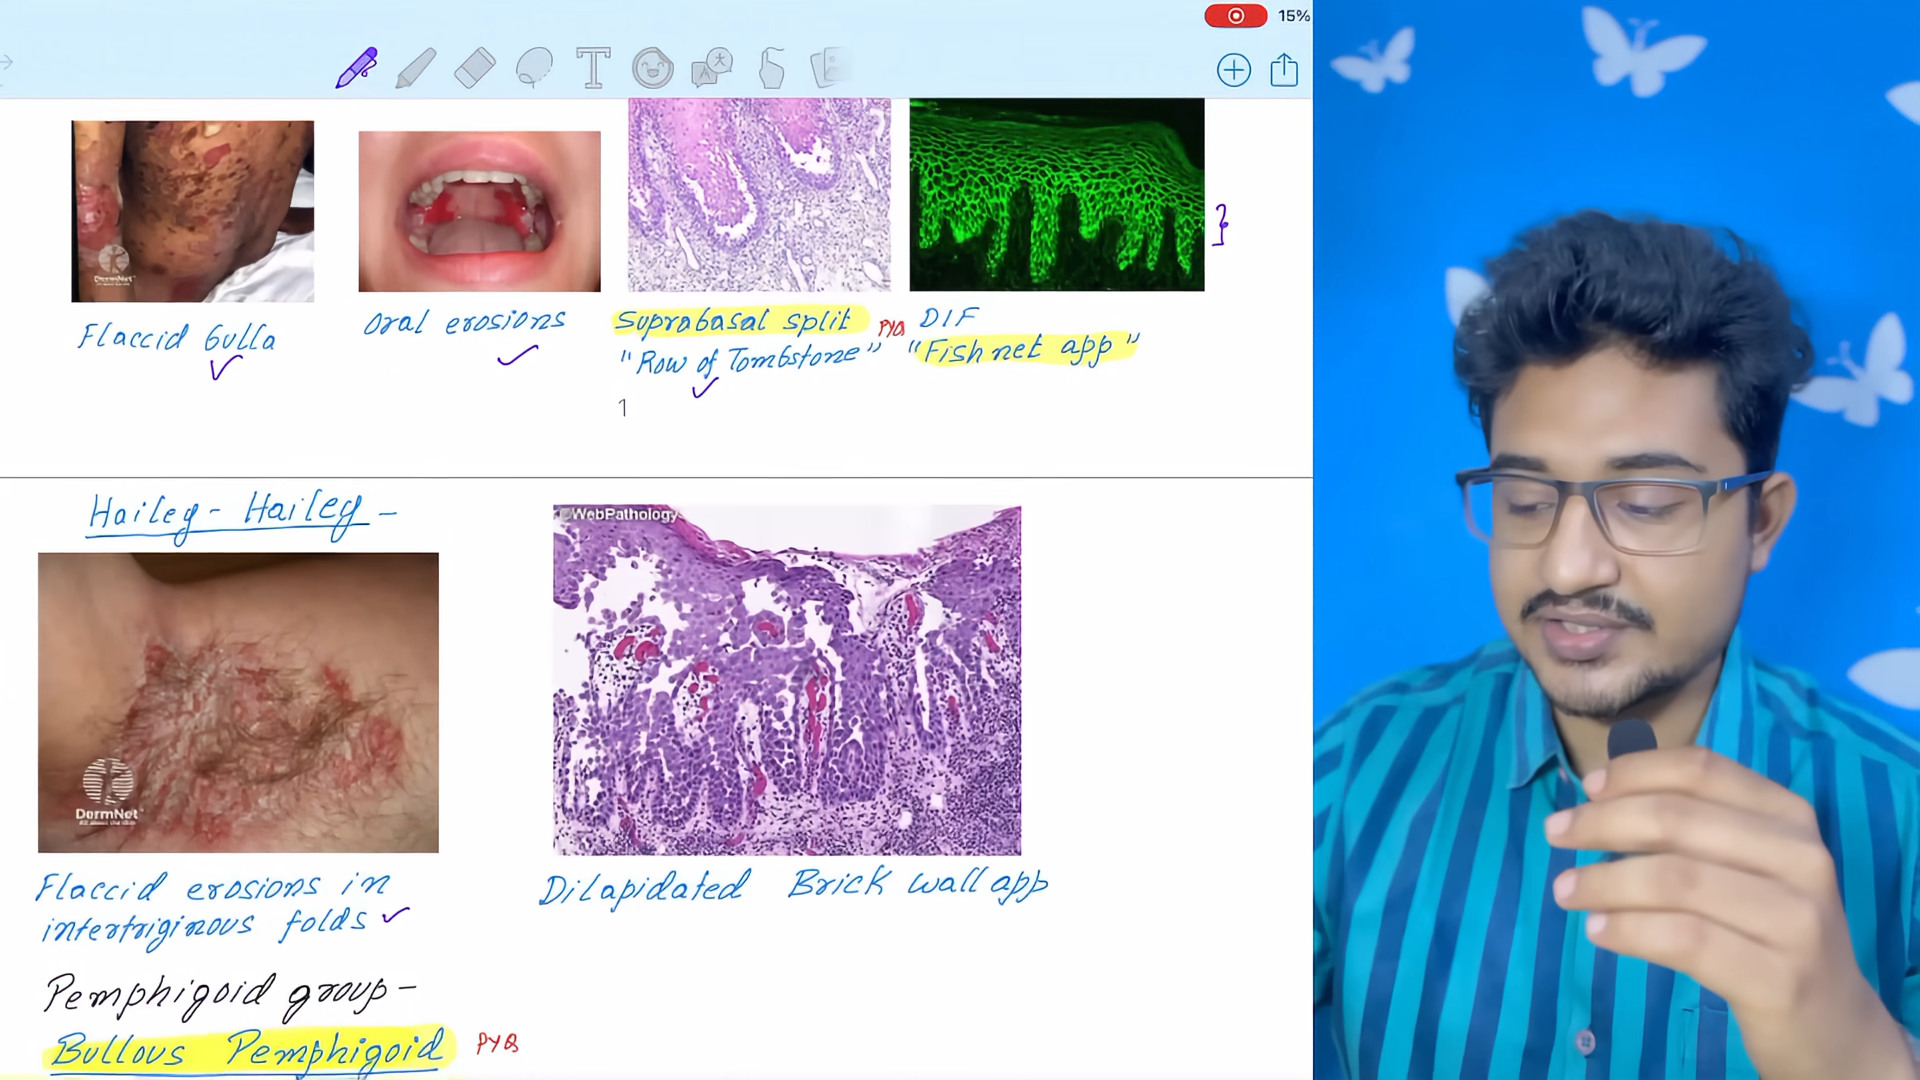 15%
DermNet
Flaccid bulla
Oral erosions
Suprabasal split PYQ
"Row of Tombstone"
DIF
"Fish net app"
1
Hailey-Hailey -
WebPathology
DermNet
Flaccid erosions in
intertriginous folds
Dilapidated Brick wall app
Pemphigoid group-
Bullous Pemphigoid PYQ